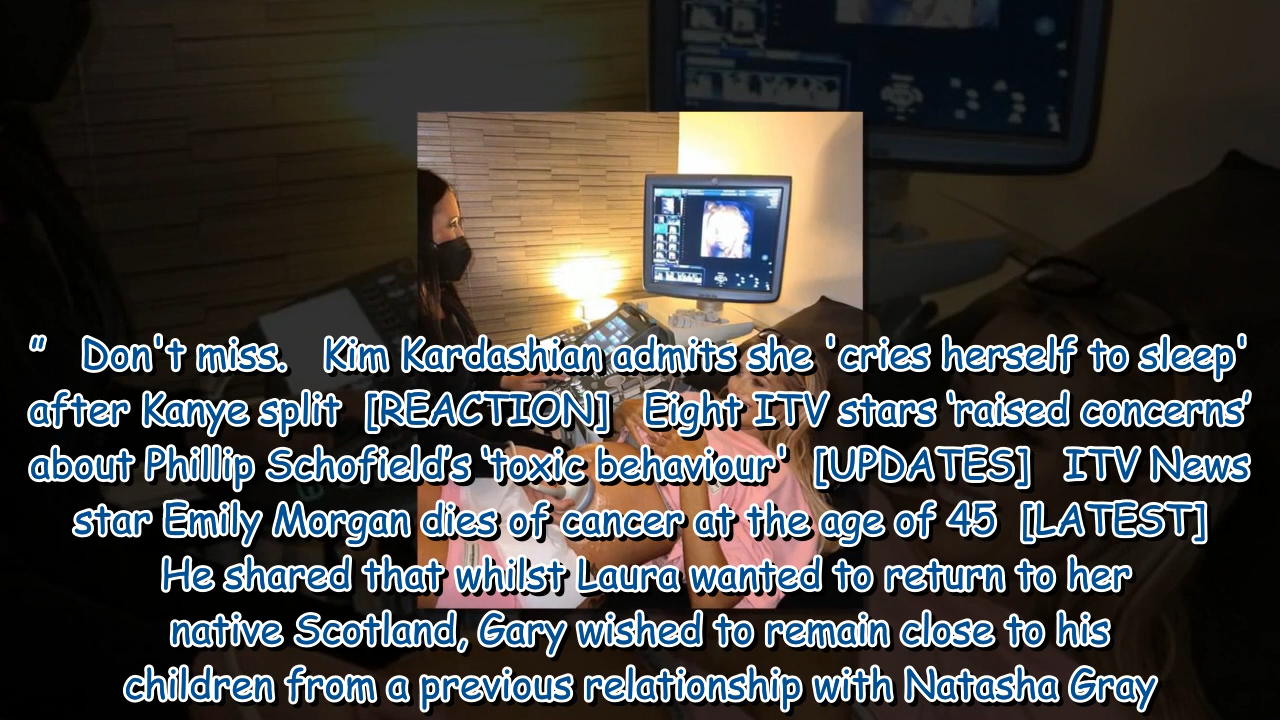 ” Don't miss. Kim Kardashian admits she 'cries herself to sleep'
after Kanye split [REACTION] Eight ITV stars ‘raised concerns’
about Phillip Schofield’s ‘toxic behaviour' [UPDATES] ITV News
star Emily Morgan dies of cancer at the age of 45 [LATEST]
He shared that whilst Laura wanted to return to her
native Scotland, Gary wished to remain close to his
children from a previous relationship with Natasha Gray